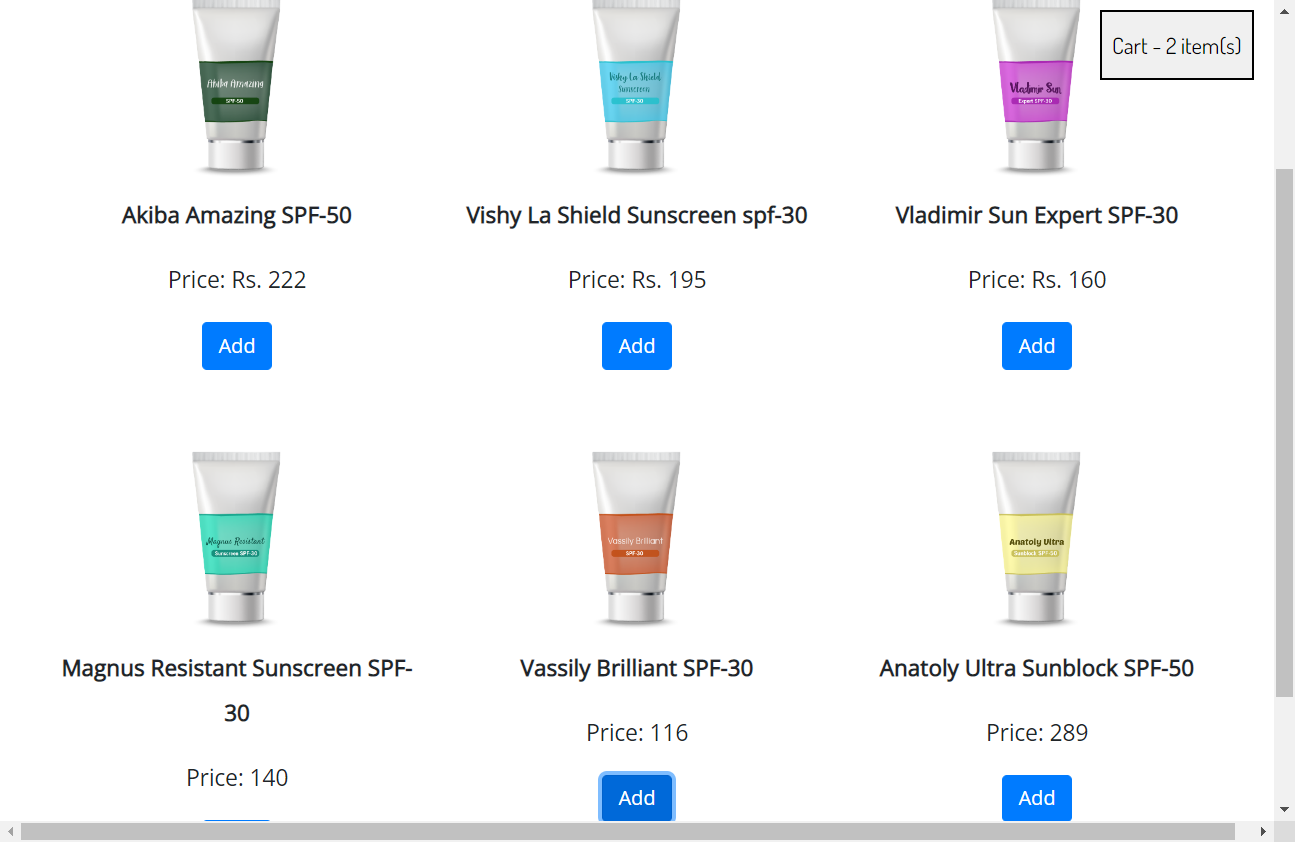 Cart - 2 item(s)
Akiba Amazing
SPF-50
Vishy La Shield
Sunscreen
SPF-30
Vladimir Sun
Expert SPF-30
Akiba Amazing SPF-50
Vishy La Shield Sunscreen spf-30
Vladimir Sun Expert SPF-30
Price: Rs. 222
Price: Rs. 195
Price: Rs. 160
Add
Add
Add
Magnus Resistant
Sunscreen SPF-30
Vassily Brilliant
SPF-30
Anatoly Ultra
Sunblock SPF-50
Magnus Resistant Sunscreen SPF-
30
Vassily Brilliant SPF-30
Anatoly Ultra Sunblock SPF-50
Price: 140
Price: 116
Price: 289
Add
Add